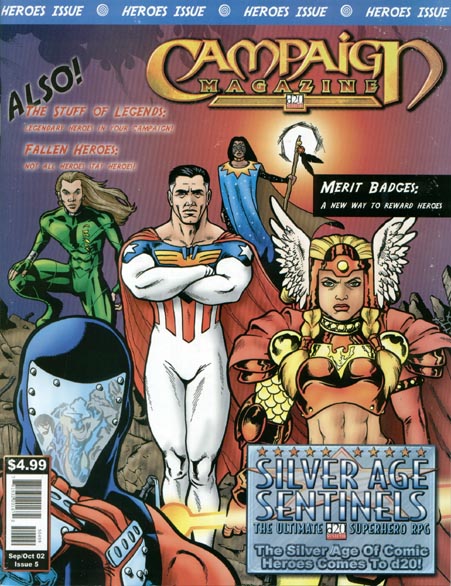 HEROES ISSUE HEROES ISSUE HEROES ISSUE HEROES ISSUE
CAMPAIGN
MAGAZINE
d20
ALSO!
THE STUFF OF LEGENDS:
LEGENDARY HEROES IN YOUR CAMPAIGN!
FALLEN HEROES:
NOT ALL HEROES STAY HEROES!
MERIT BADGES:
A NEW WAY TO REWARD HEROES
$4.99
Sep/Oct 02
Issue 5
SILVER AGE
SENTINELS
THE ULTIMATE d20 SUPERHERO RPG
The Silver Age Of Comic
Heroes Comes To d20!